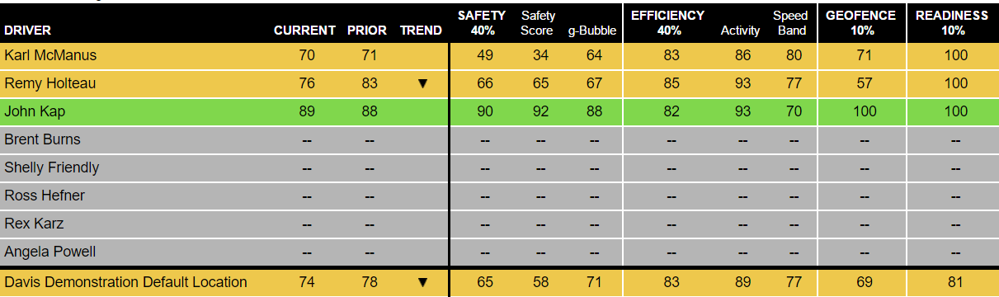 DRIVER CURRENT PRIOR TREND SAFETY 40% Safety Score g-Bubble EFFICIENCY 40% Activity Speed Band GEOFENCE 10% READINESS 10%
Karl McManus 70 71 49 34 64 83 86 80 71 100
Remy Holteau 76 83 ▼ 66 65 67 85 93 77 57 100
John Kap 89 88 90 92 88 82 93 70 100 100
Brent Burns -- -- -- -- -- -- -- -- -- --
Shelly Friendly -- -- -- -- -- -- -- -- -- --
Ross Hefner -- -- -- -- -- -- -- -- -- --
Rex Karz -- -- -- -- -- -- -- -- -- --
Angela Powell -- -- -- -- -- -- -- -- -- --
Davis Demonstration Default Location 74 78 ▼ 65 58 71 83 89 77 69 81